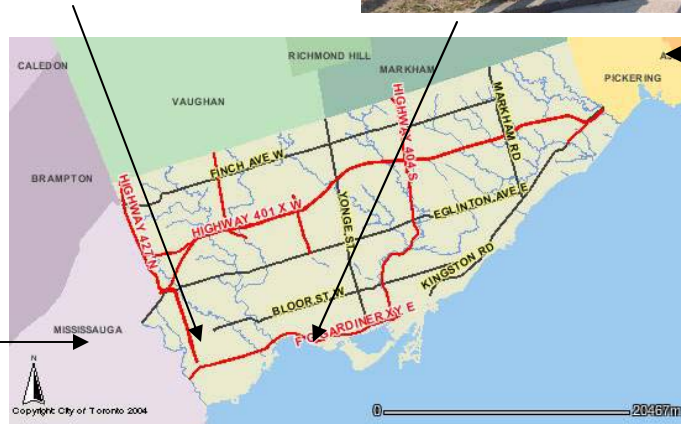 RICHMOND HILL
CALEDON
MARKHAM
A
PICKERING
VAUGHAN
HIGHWAY 404 S
MARKHAM RD
FINCH AVE W
BRAMPTON
HIGHWAY 427 N
HIGHWAY 401 X W
YONGE ST
EGLINTON AVE E
BLOOR ST W
KINGSTON RD
MISSISSAUGA
F G GARDINER XY E
N
Copyright City of Toronto 2004
0 20467m